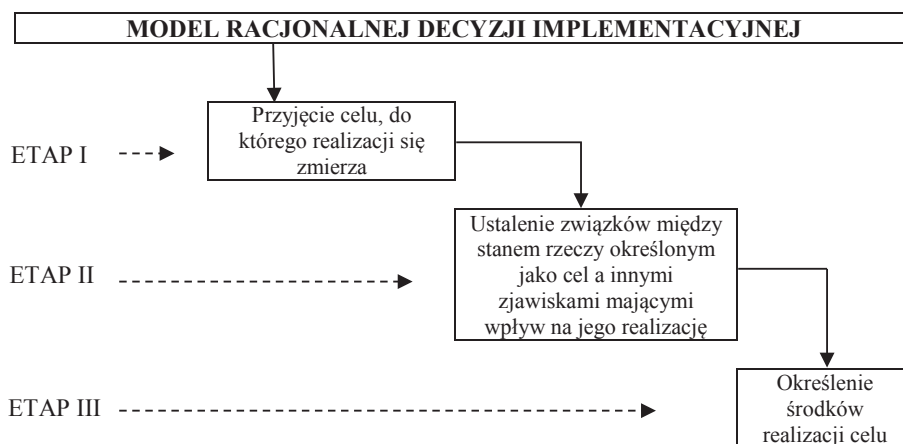 MODEL RACJONALNEJ DECYZJI IMPLEMENTACYJNEJ
ETAP I
Przyjęcie celu, do
którego realizacji się
zmierza
ETAP II
Ustalenie związków między
stanem rzeczy określonym
jako cel a innymi
zjawiskami mającymi
wpływ na jego realizację
ETAP III
Określenie
środków
realizacji celu